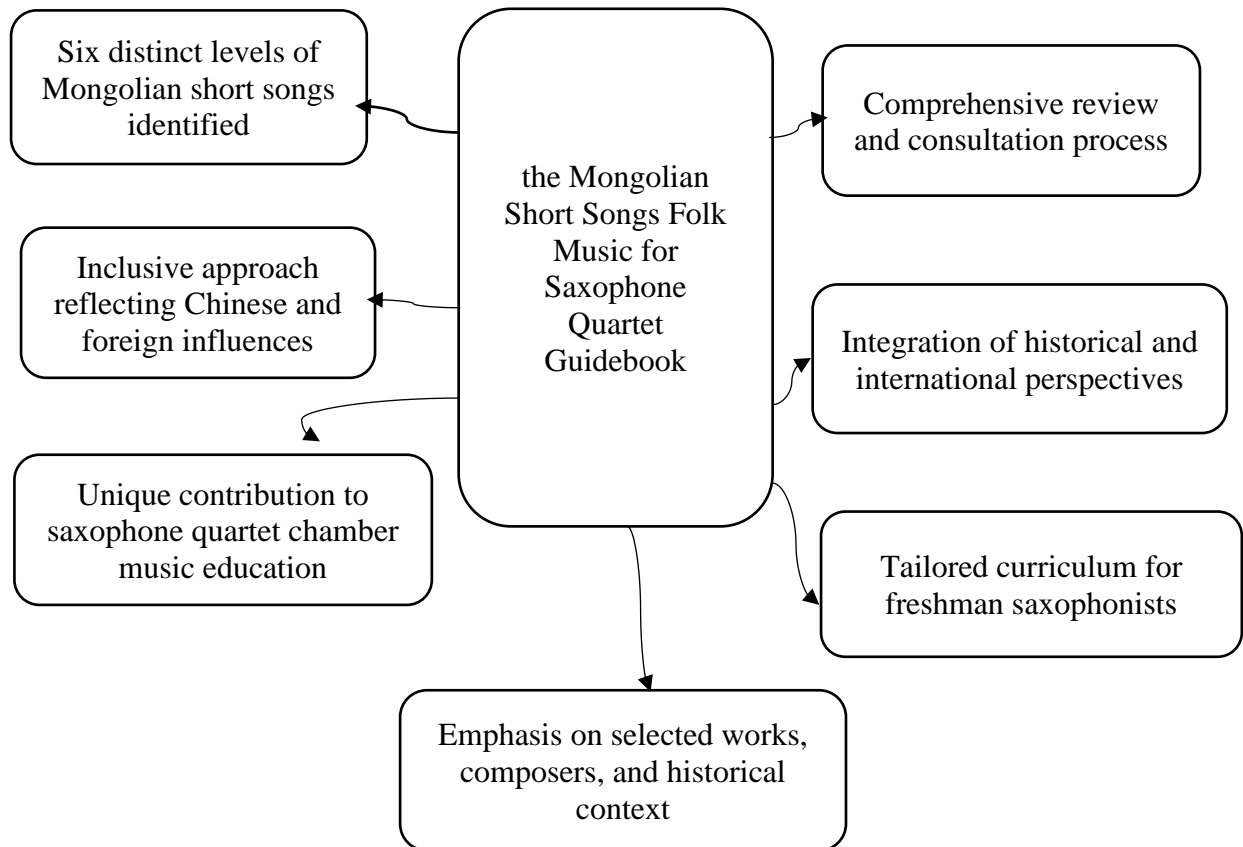 Six distinct levels of
Mongolian short songs
identified
Inclusive approach
reflecting Chinese and
foreign influences
Unique contribution to
saxophone quartet chamber
music education
the Mongolian
Short Songs Folk
Music for
Saxophone
Quartet
Guidebook
Comprehensive review
and consultation process
Integration of historical and
international perspectives
Tailored curriculum for
freshman saxophonists
Emphasis on selected works,
composers, and historical
context